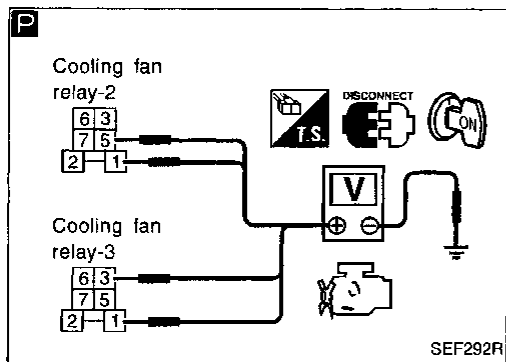 P
Cooling fan
relay-2
6 3
7 5
2 1
DISCONNECT
T.S.
ON
V
Cooling fan
relay-3
6 3
7 5
2 1
SEF292R